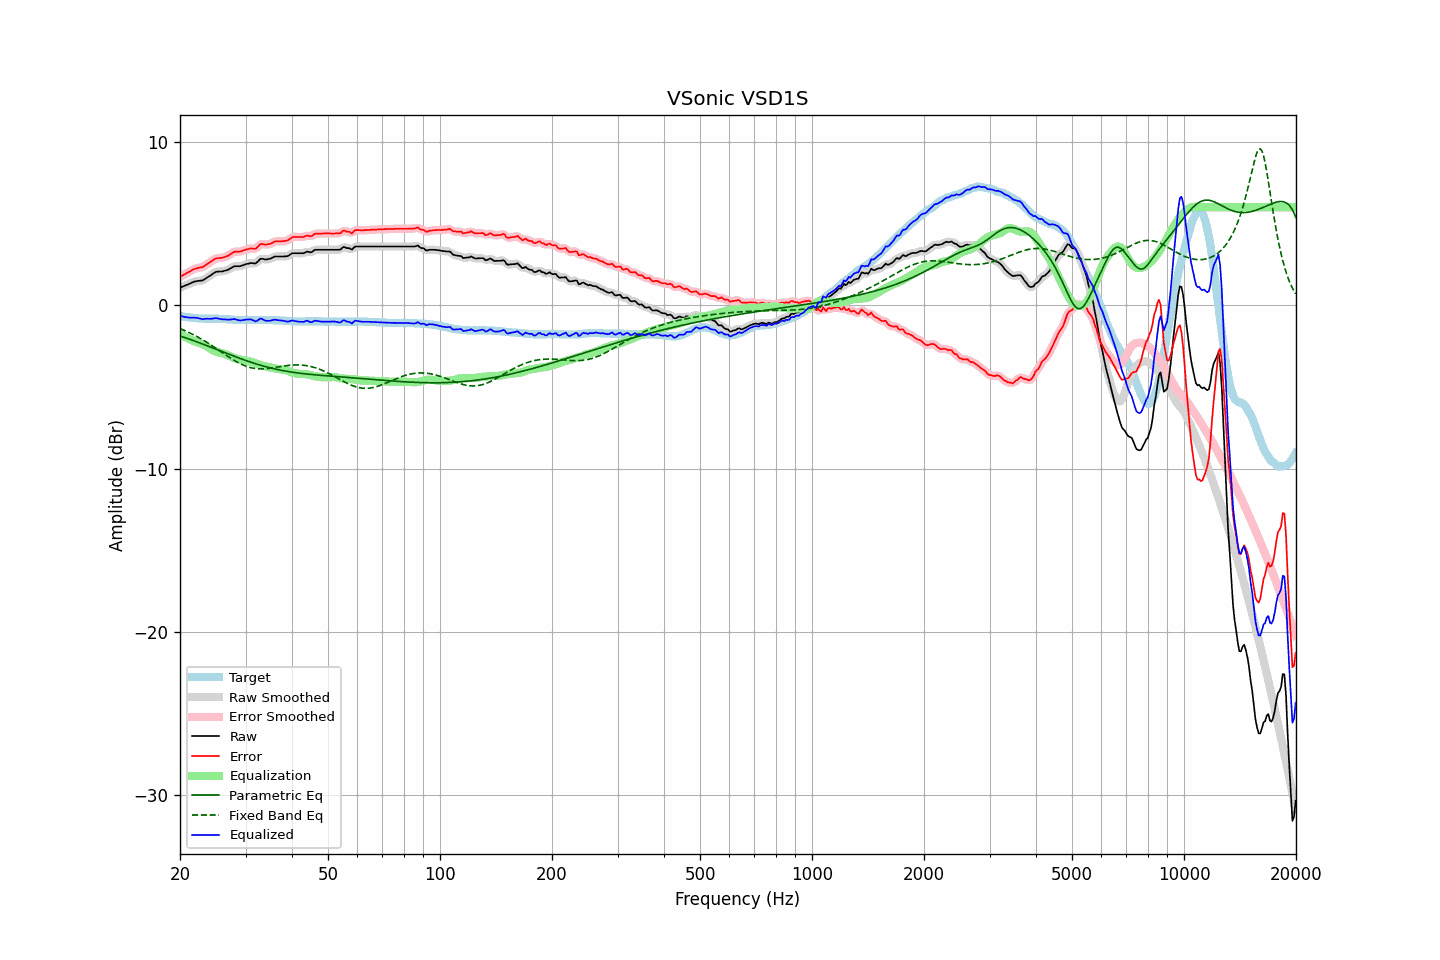 VSonic VSD1S
10
0
−10
−20
−30
Amplitude (dBr)
Target
Raw Smoothed
Error Smoothed
Raw
Error
Equalization
Parametric Eq
Fixed Band Eq
Equalized
20 50 100 200 500 1000 2000 5000 10000 20000
Frequency (Hz)